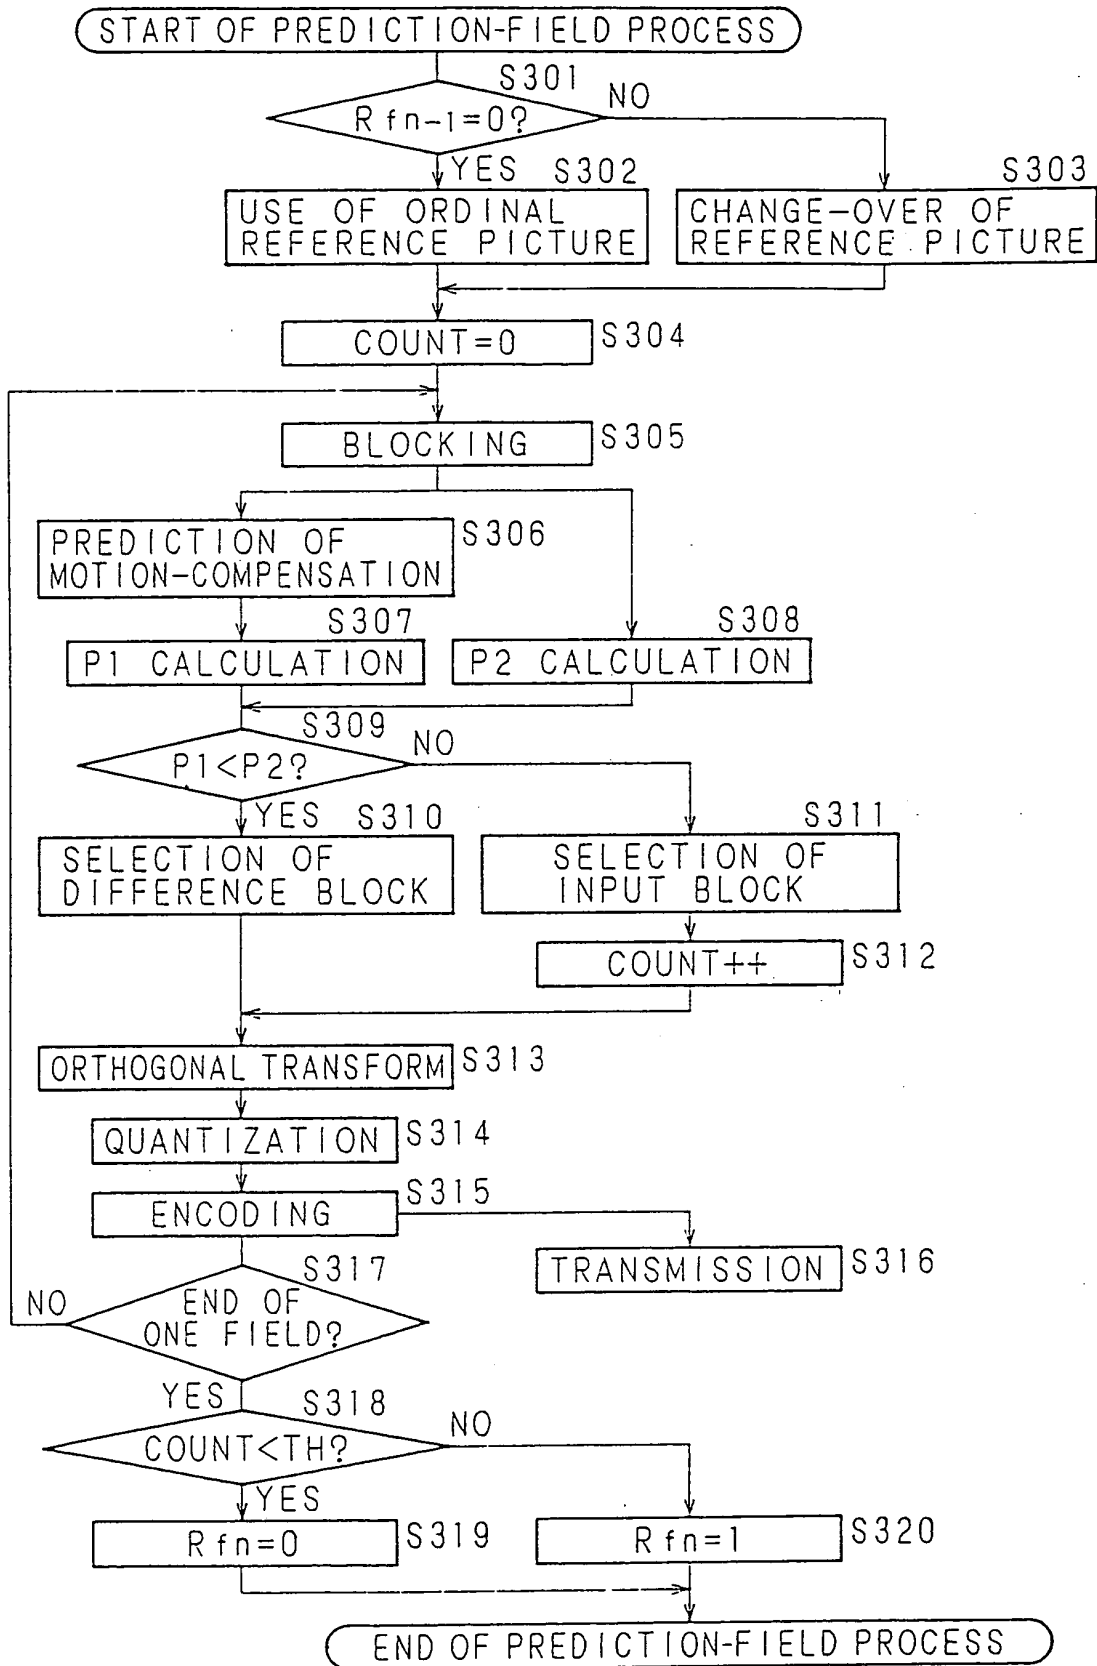 START OF PREDICTION-FIELD PROCESS
S301
Rfn-1=0?
NO
YES
S302
S303
USE OF ORDINAL
REFERENCE PICTURE
CHANGE-OVER OF
REFERENCE PICTURE
COUNT=0
S304
BLOCKING
S305
PREDICTION OF
MOTION-COMPENSATION
S306
S307
S308
P1 CALCULATION
P2 CALCULATION
S309
P1<P2?
NO
YES
S310
S311
SELECTION OF
DIFFERENCE BLOCK
SELECTION OF
INPUT BLOCK
COUNT++
S312
ORTHOGONAL TRANSFORM
S313
QUANTIZATION
S314
ENCODING
S315
TRANSMISSION
S316
S317
NO
END OF
ONE FIELD?
YES
S318
COUNT<TH?
NO
YES
Rfn=0
S319
Rfn=1
S320
END OF PREDICTION-FIELD PROCESS